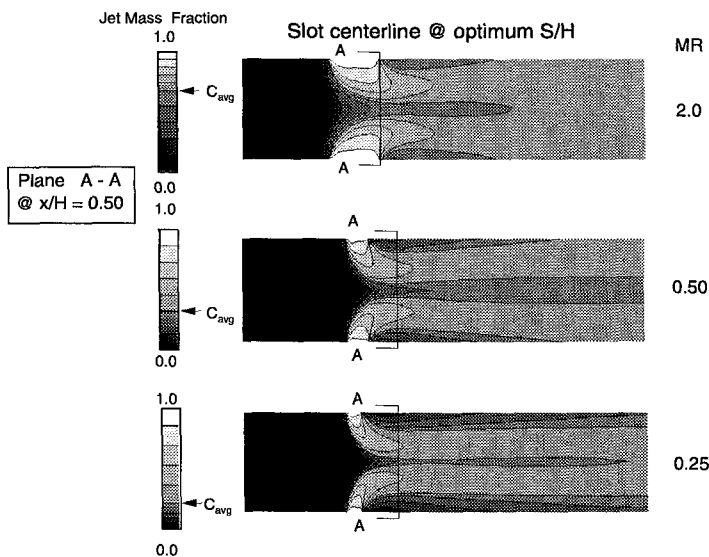 Jet Mass Fraction
Slot centerline @ optimum S/H
MR
1.0
C_avg
0.0
A
A
2.0
Plane A - A
@ x/H = 0.50
1.0
C_avg
0.0
A
A
0.50
1.0
C_avg
0.0
A
A
0.25